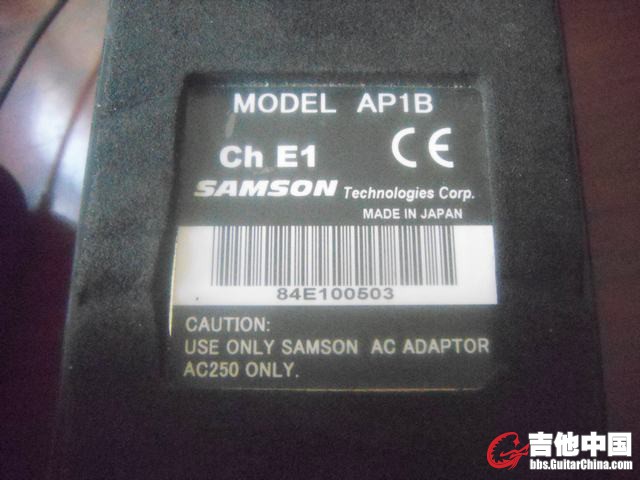 MODEL AP1B
Ch E1 CE
SAMSON Technologies Corp.
MADE IN JAPAN
84E100503
CAUTION:
USE ONLY SAMSON AC ADAPTOR
AC250 ONLY.
吉他中国
bbs.GuitarChina.com